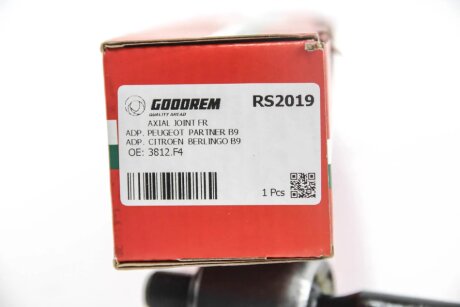 GOODREM
QUALITY AHEAD
RS2019
AXIAL JOINT FR
ADP. PEUGEOT PARTNER B9
ADP. CITROEN BERLINGO B9
OE: 3812.F4
1 Pcs